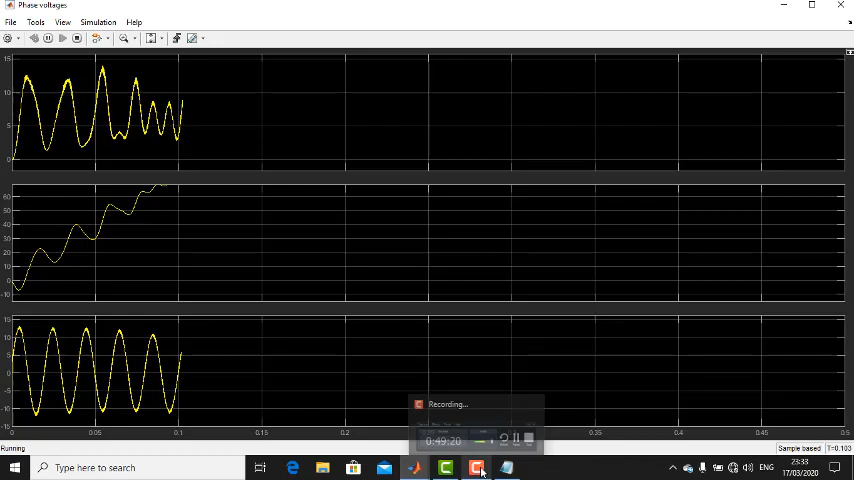 Phase voltages
File Tools View Simulation Help
15
10
5
0
60
50
40
30
20
10
0
-10
15
10
5
0
-5
-10
-15
0 0.05 0.1 0.15 0.2 0.35 0.4 0.45 0.5
Recording...
0:49:20
Running
Sample based T=0.103
Type here to search
ENG
23:33
17/03/2020